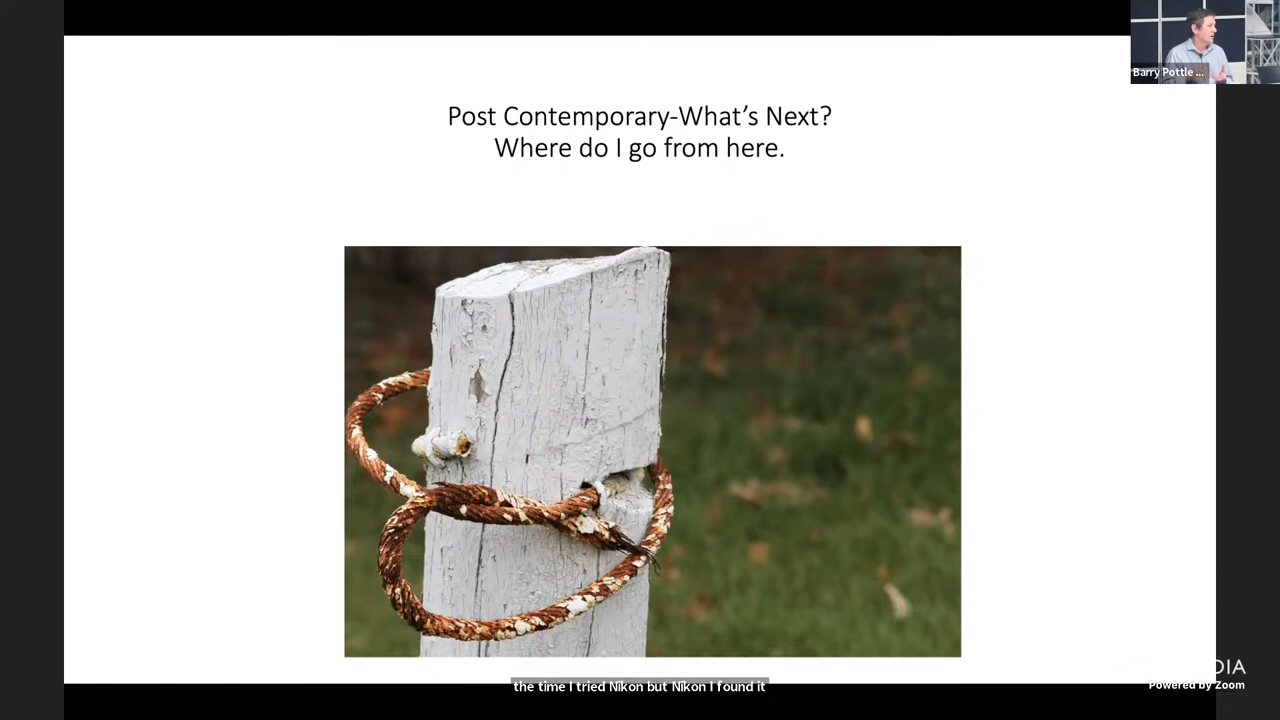 Barry Pottle ...
Post Contemporary-What's Next?
Where do I go from here.
the time I tried Nikon but Nikon I found it
Powered by Zoom